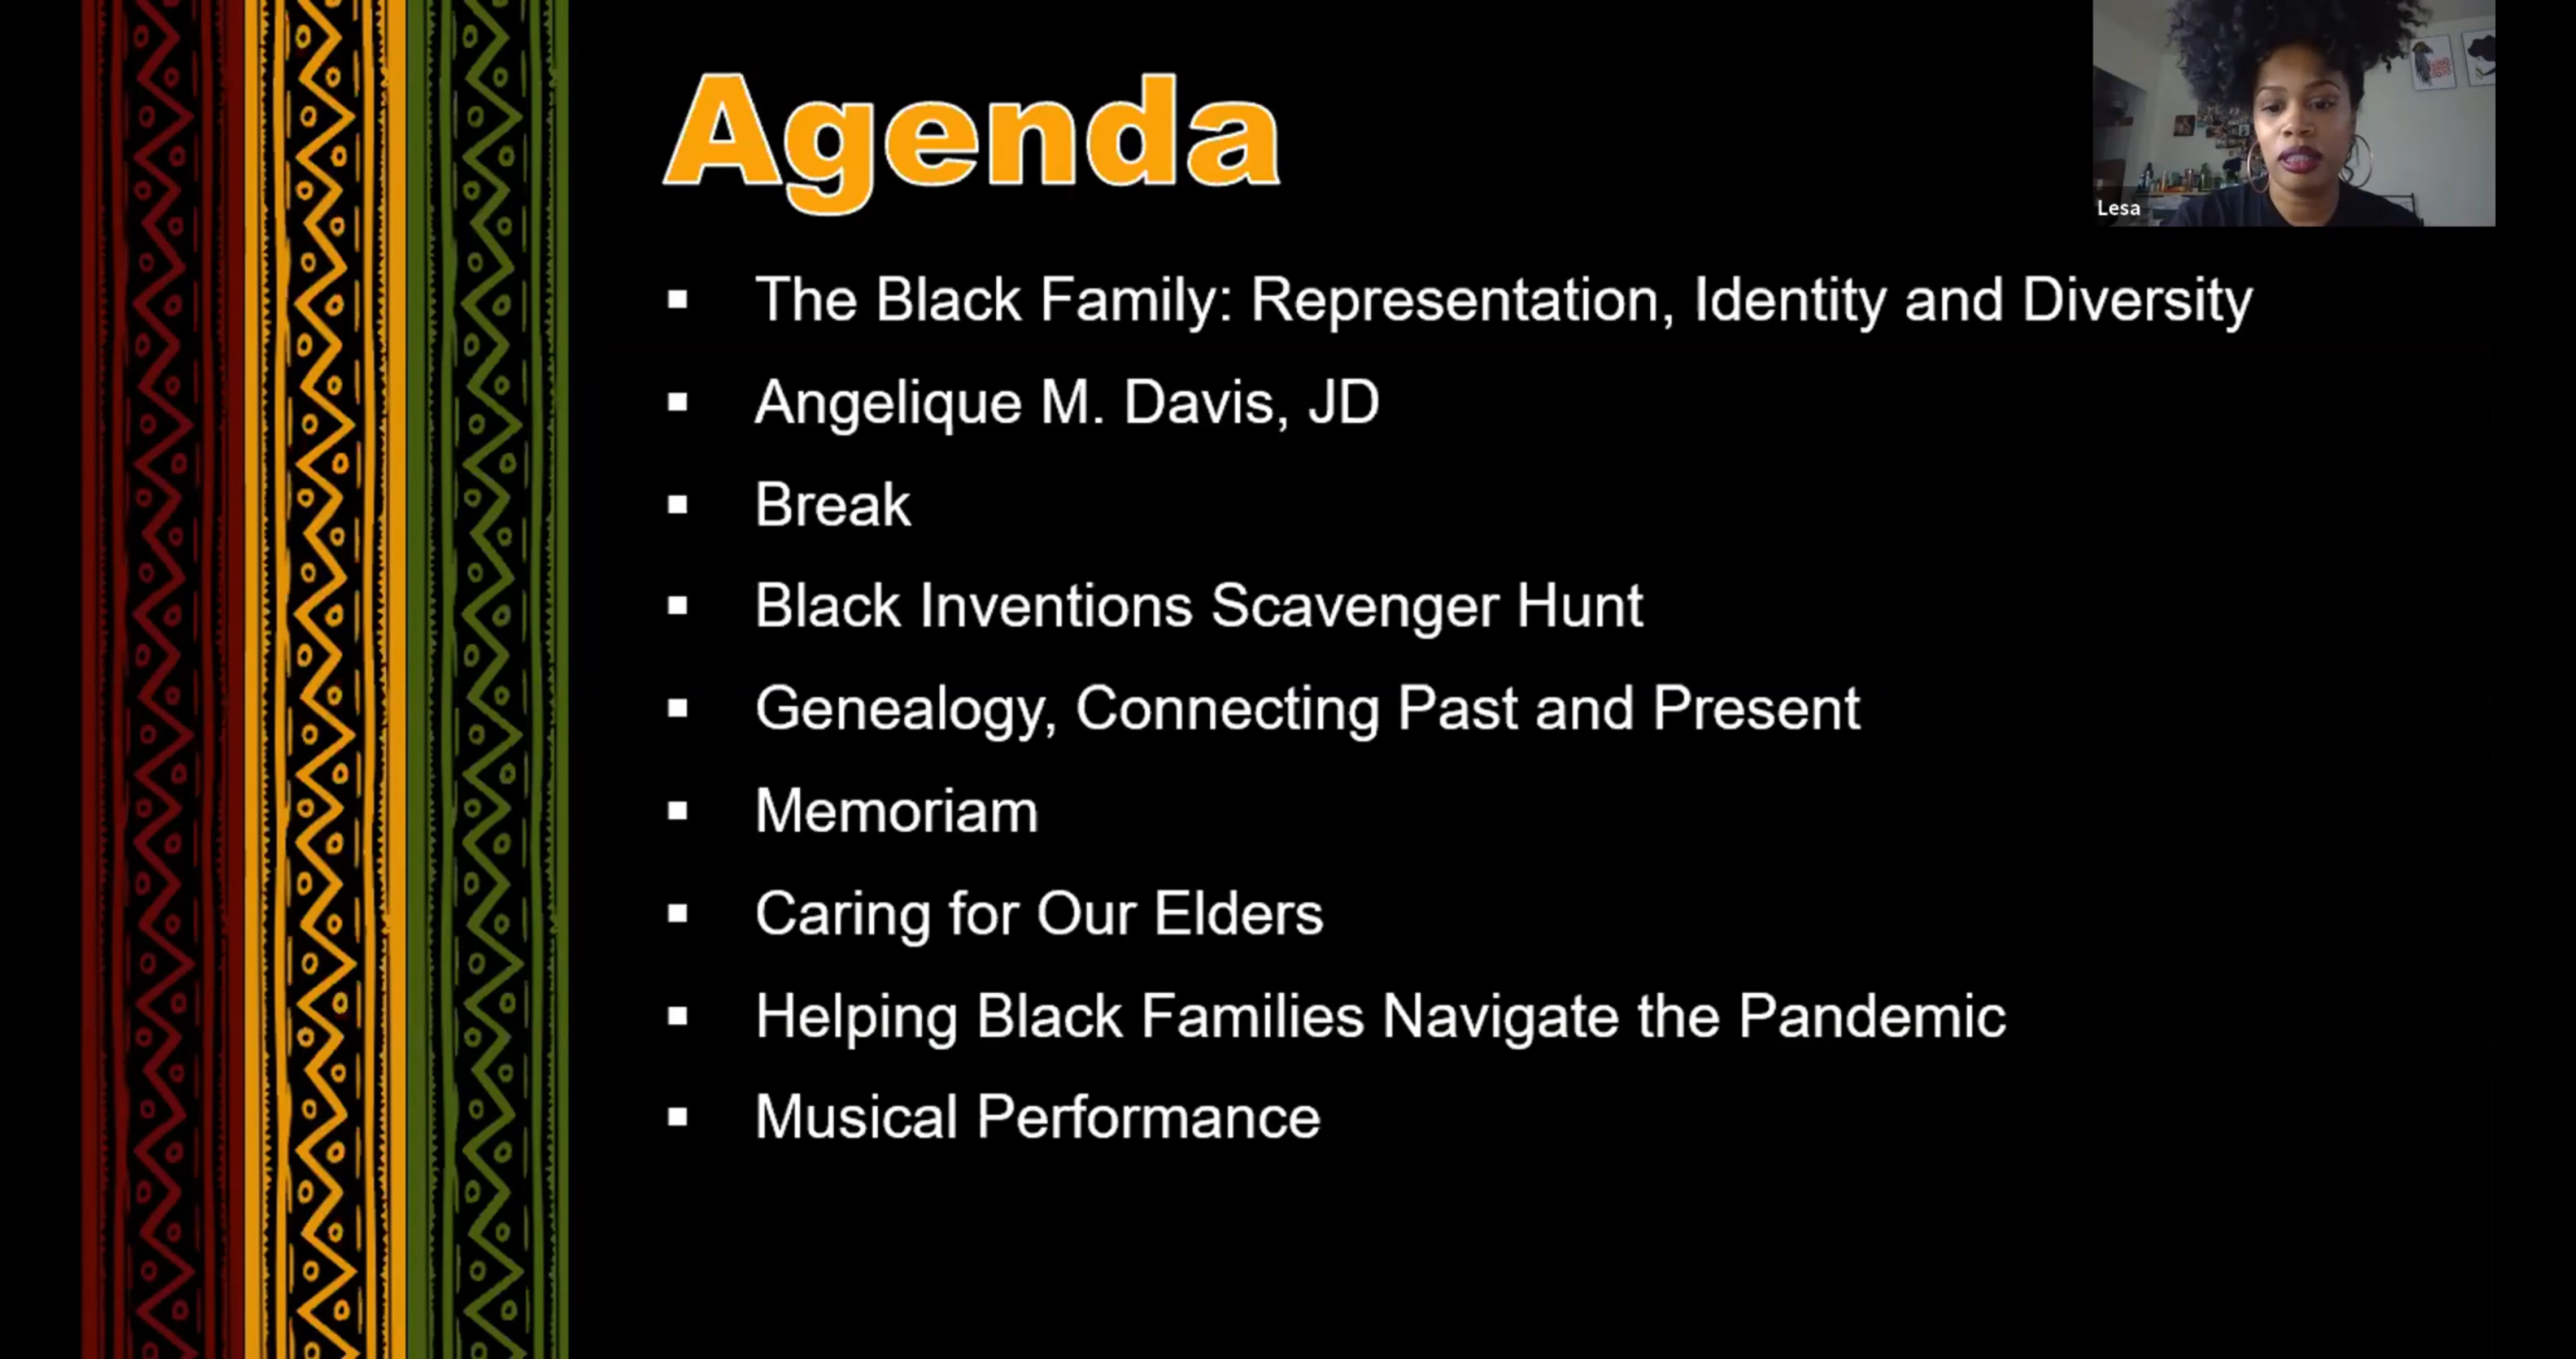 Agenda
Lesa
▪ The Black Family: Representation, Identity and Diversity
▪ Angelique M. Davis, JD
▪ Break
▪ Black Inventions Scavenger Hunt
▪ Genealogy, Connecting Past and Present
▪ Memoriam
▪ Caring for Our Elders
▪ Helping Black Families Navigate the Pandemic
▪ Musical Performance